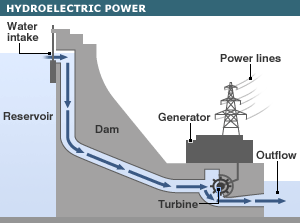 HYDROELECTRIC POWER
Water
intake
Power lines
Reservoir
Generator
Dam
Outflow
Turbine